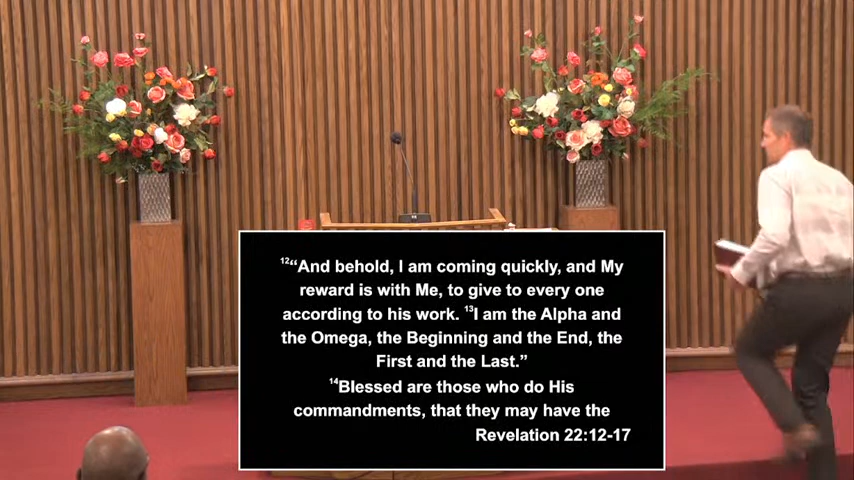 ¹²“And behold, I am coming quickly, and My
reward is with Me, to give to every one
according to his work. ¹³I am the Alpha and
the Omega, the Beginning and the End, the
First and the Last.”
¹⁴Blessed are those who do His
commandments, that they may have the
Revelation 22:12-17